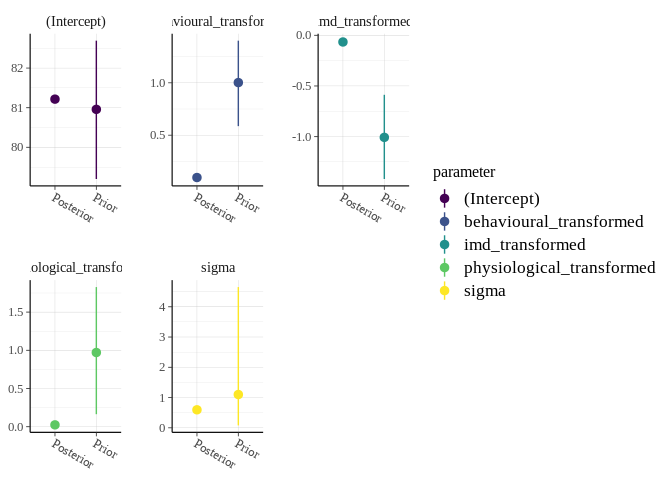 (Intercept)
avioural_transfor
md_transformed
82
81
80
1.0
0.5
0.0
-0.5
-1.0
Posterior
Prior
Posterior
Prior
Posterior
Prior
ological_transfo
sigma
1.5
1.0
0.5
0.0
4
3
2
1
0
Posterior
Prior
Posterior
Prior
parameter
(Intercept)
behavioural_transformed
imd_transformed
physiological_transformed
sigma